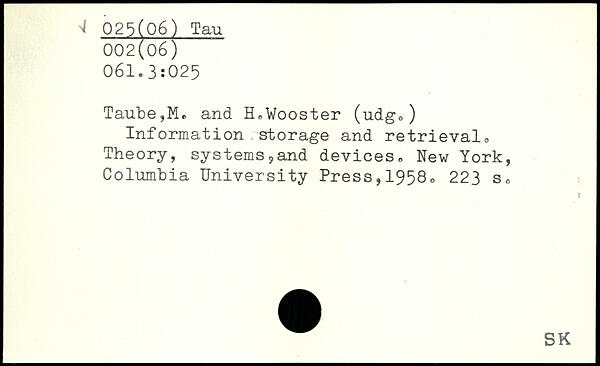 ✓ 025(06) Tau
002(06)
061.3:025
Taube,M. and H.Wooster (udg.)
Information storage and retrieval.
Theory, systems,and devices. New York,
Columbia University Press,1958. 223 s.
SK